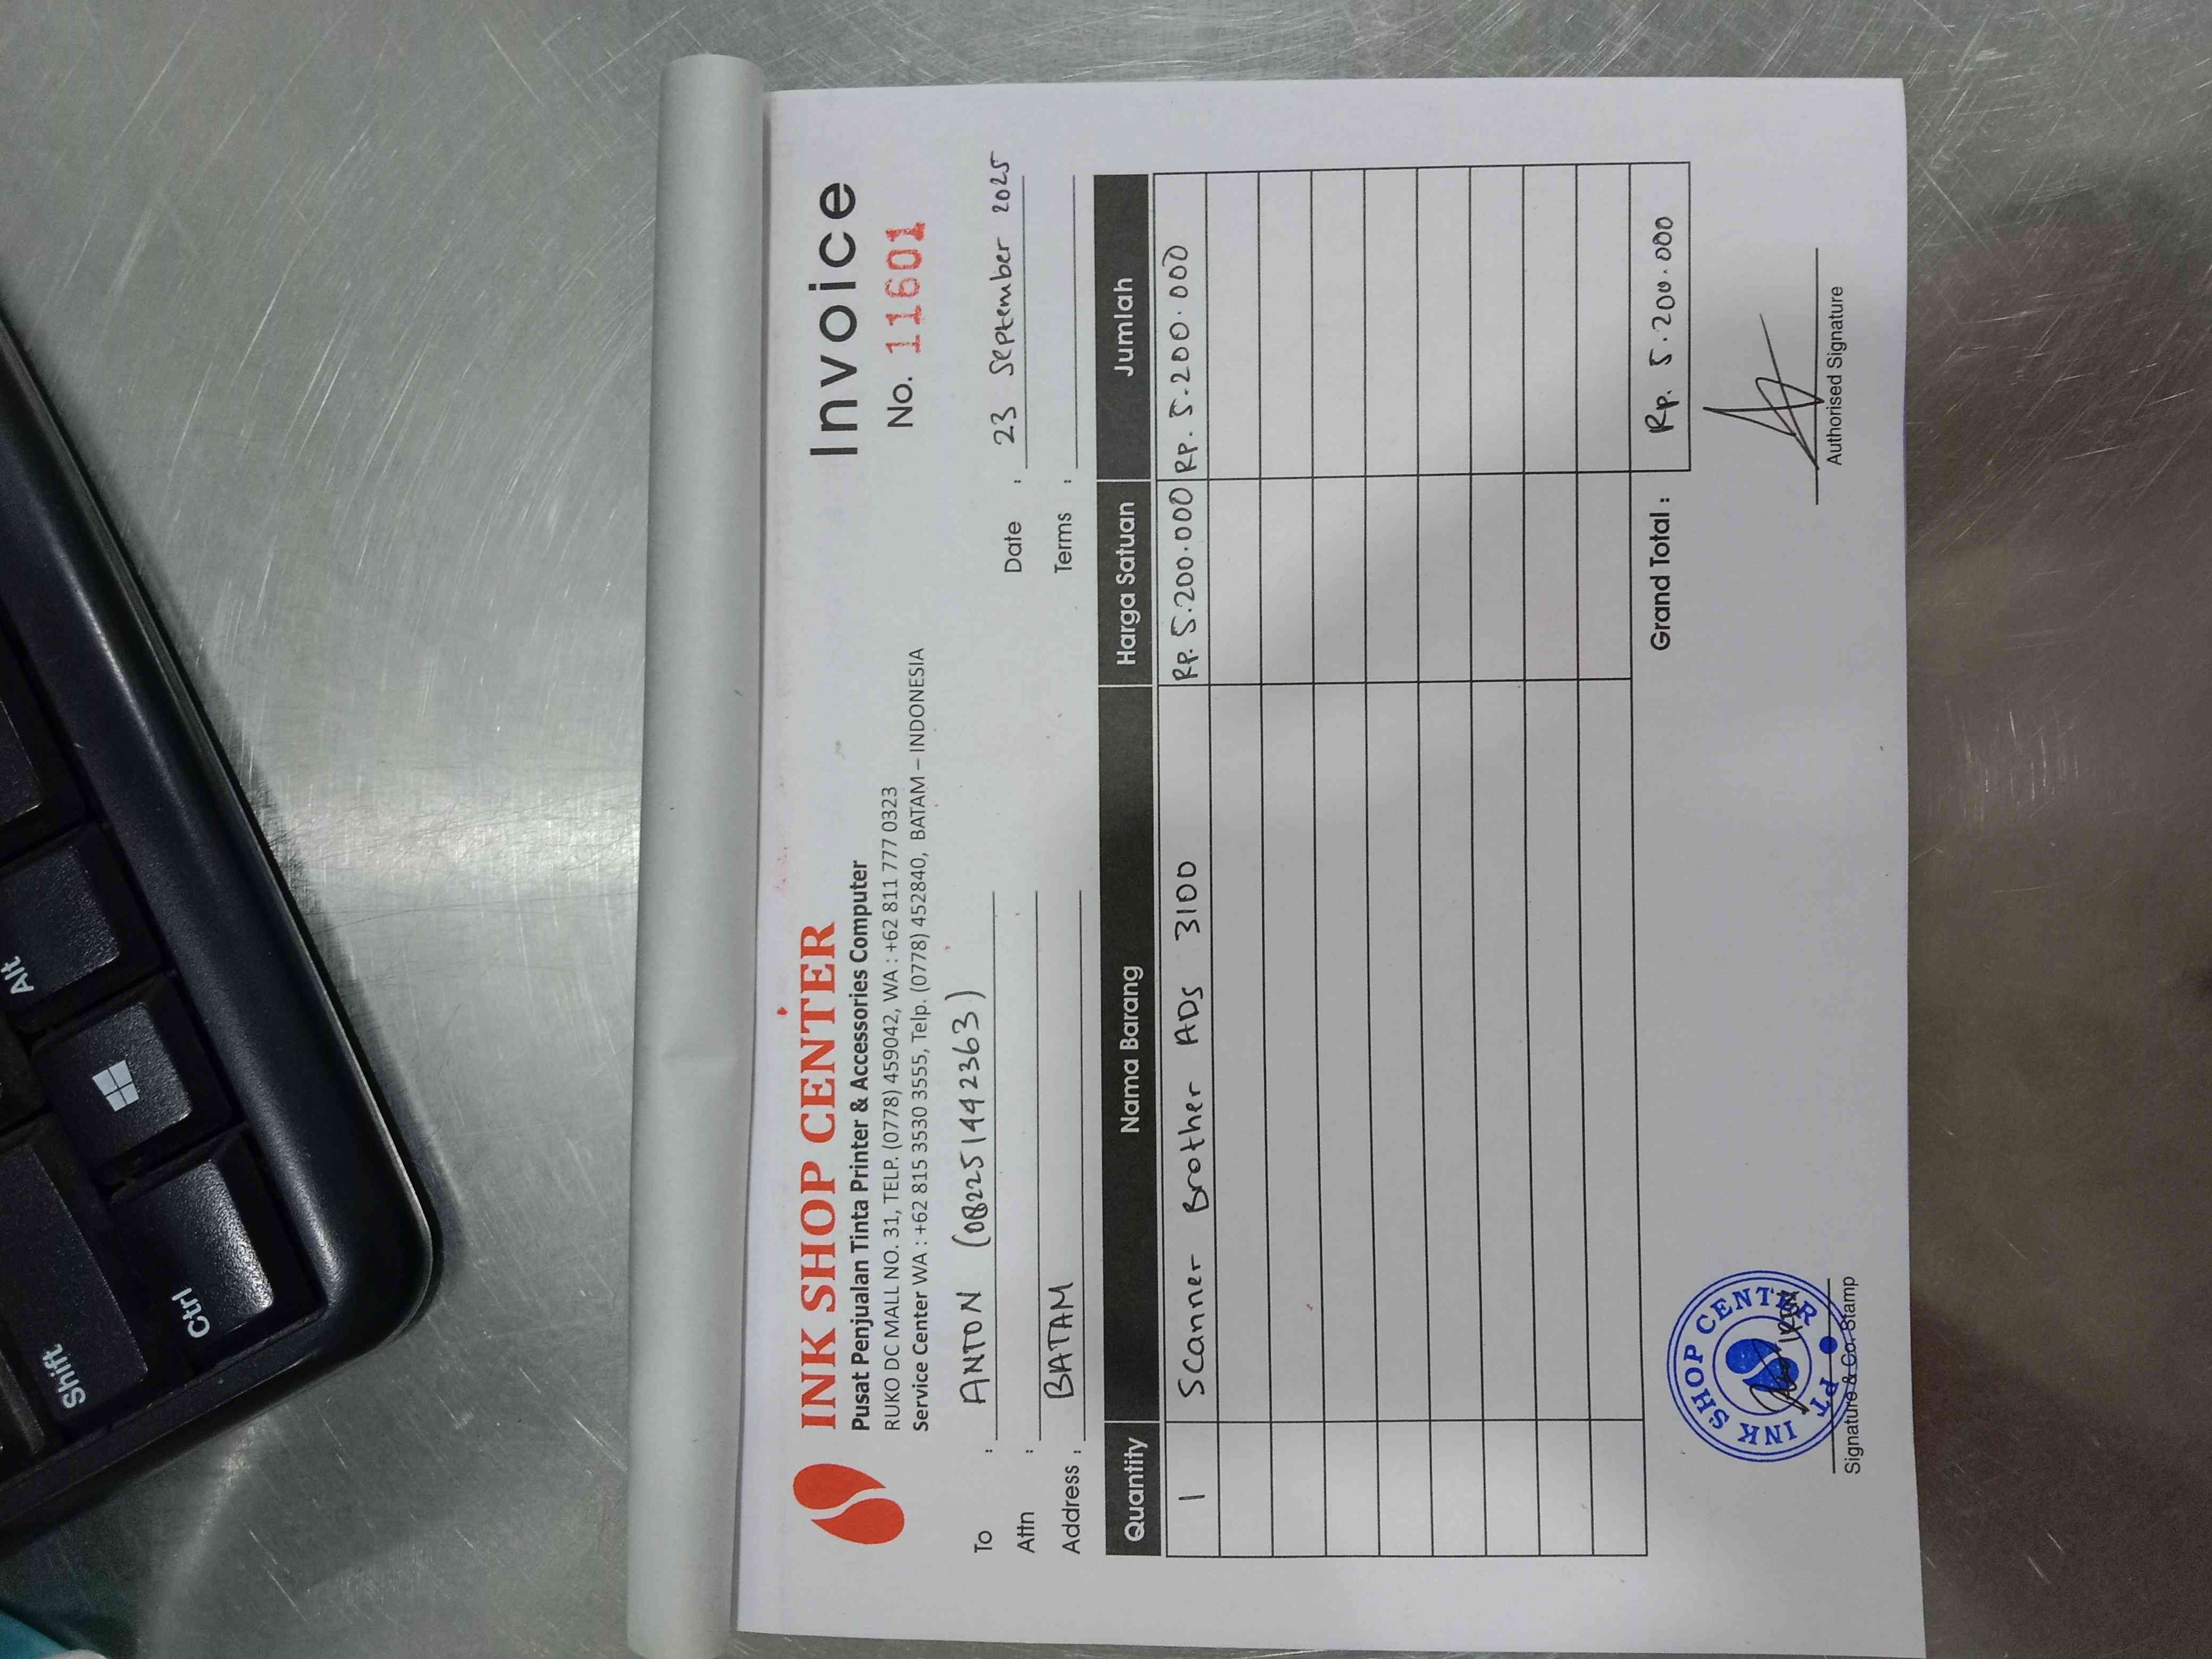 INK SHOP CENTER
Pusat Penjualan Tinta Printer & Accessories Computer
RUKO DC MALL NO. 31, TELP. (0778) 459042, WA : +62 811 777 0323
Service Center WA : +62 815 3530 3555, Telp. (0778) 452840, BATAM – INDONESIA
Invoice
No. 11601
To : ANTON (082251442363)
Attn :
Address : BATAM
Date : 23 September 2025
Terms :
Quantity Nama Barang Harga Satuan Jumlah
1 Scanner Brother ADS 3100 Rp. 5.200.000 Rp. 5.200.000
Grand Total : Rp. 5.200.000
PT INK SHOP CENTER
Signature & Co. Stamp
Authorised Signature
Shift
Ctrl
Alt